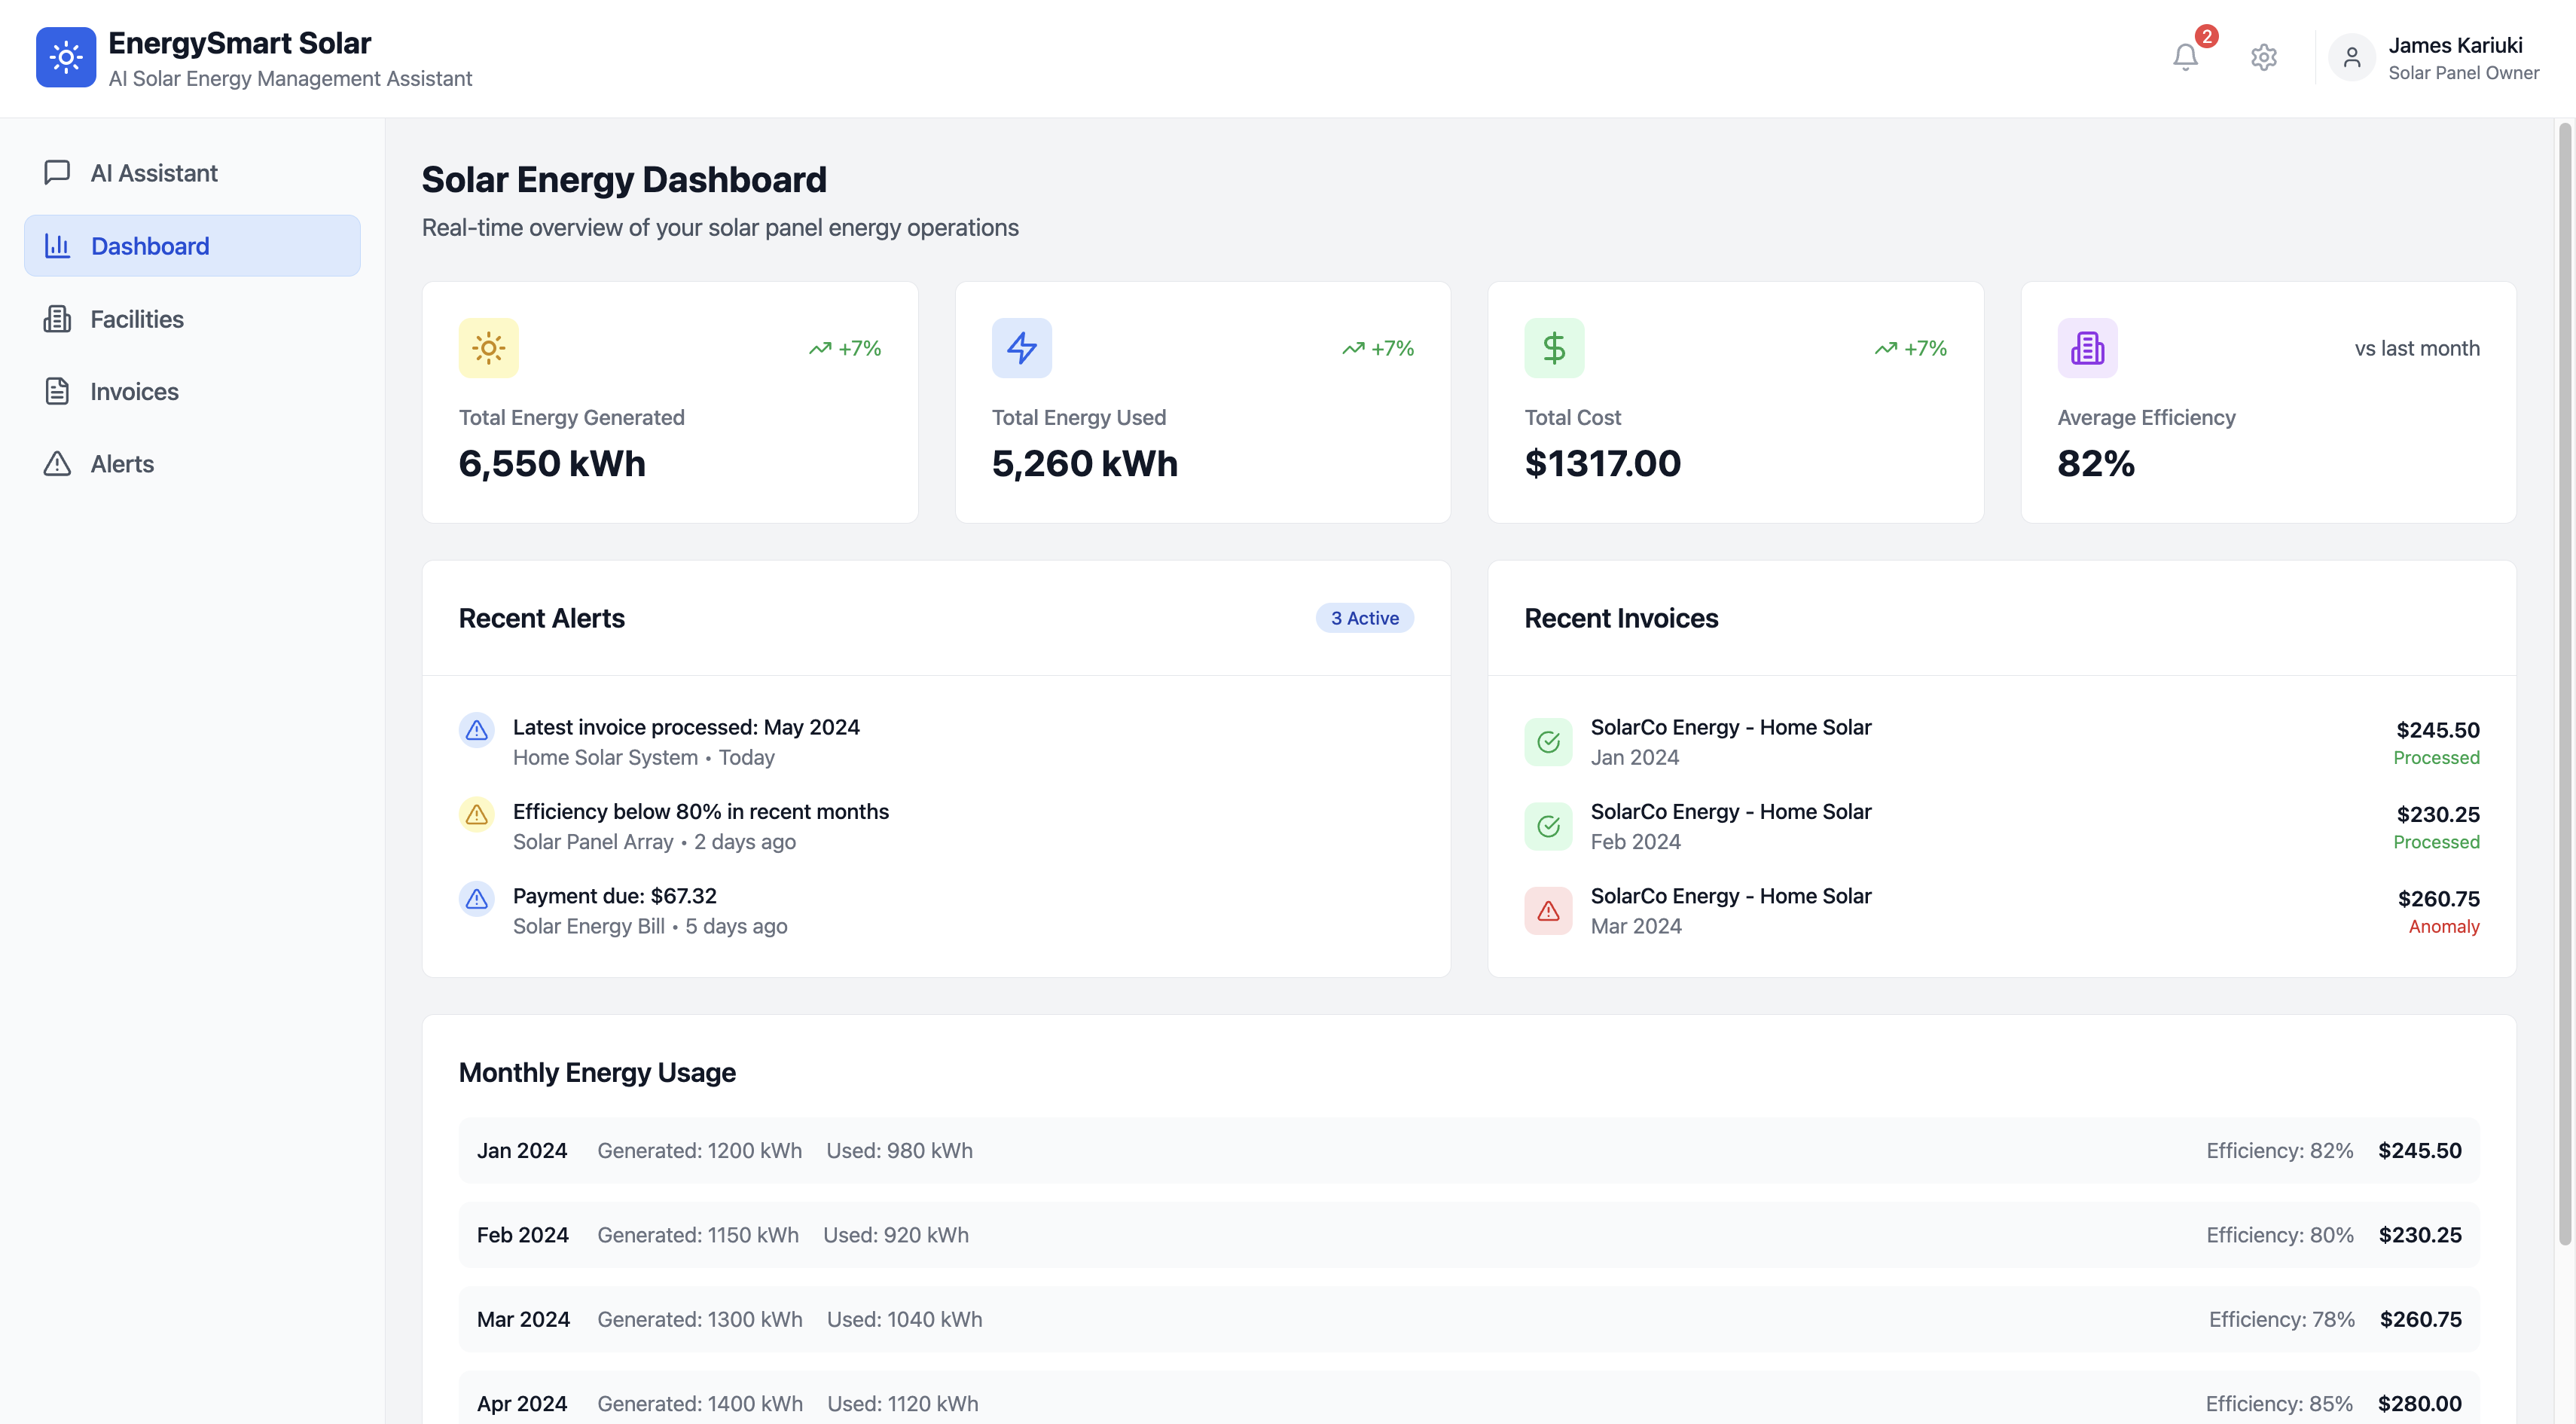 EnergySmart Solar
AI Solar Energy Management Assistant
2
James Kariuki
Solar Panel Owner
AI Assistant
Dashboard
Facilities
Invoices
Alerts
Solar Energy Dashboard
Real-time overview of your solar panel energy operations
+7%
Total Energy Generated
6,550 kWh
+7%
Total Energy Used
5,260 kWh
+7%
Total Cost
$1317.00
vs last month
Average Efficiency
82%
Recent Alerts
3 Active
Latest invoice processed: May 2024
Home Solar System • Today
Efficiency below 80% in recent months
Solar Panel Array • 2 days ago
Payment due: $67.32
Solar Energy Bill • 5 days ago
Recent Invoices
SolarCo Energy - Home Solar $245.50
Jan 2024 Processed
SolarCo Energy - Home Solar $230.25
Feb 2024 Processed
SolarCo Energy - Home Solar $260.75
Mar 2024 Anomaly
Monthly Energy Usage
Jan 2024 Generated: 1200 kWh Used: 980 kWh Efficiency: 82% $245.50
Feb 2024 Generated: 1150 kWh Used: 920 kWh Efficiency: 80% $230.25
Mar 2024 Generated: 1300 kWh Used: 1040 kWh Efficiency: 78% $260.75
Apr 2024 Generated: 1400 kWh Used: 1120 kWh Efficiency: 85% $280.00